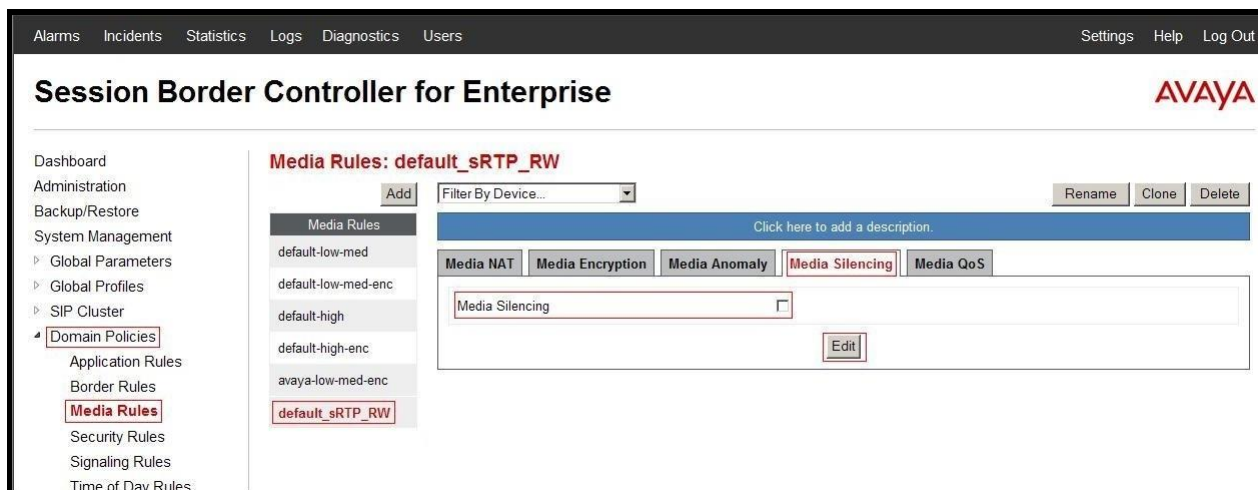 Alarms Incidents Statistics Logs Diagnostics Users Settings Help Log Out
Session Border Controller for Enterprise
AVAYA
Dashboard
Administration
Backup/Restore
System Management
Global Parameters
Global Profiles
SIP Cluster
Domain Policies
Application Rules
Border Rules
Media Rules
Security Rules
Signaling Rules
Time of Day Rules
Media Rules: default_sRTP_RW
Add
Filter By Device...
Rename Clone Delete
Media Rules
default-low-med
default-low-med-enc
default-high
default-high-enc
avaya-low-med-enc
default_sRTP_RW
Click here to add a description.
Media NAT Media Encryption Media Anomaly Media Silencing Media QoS
Media Silencing
Edit